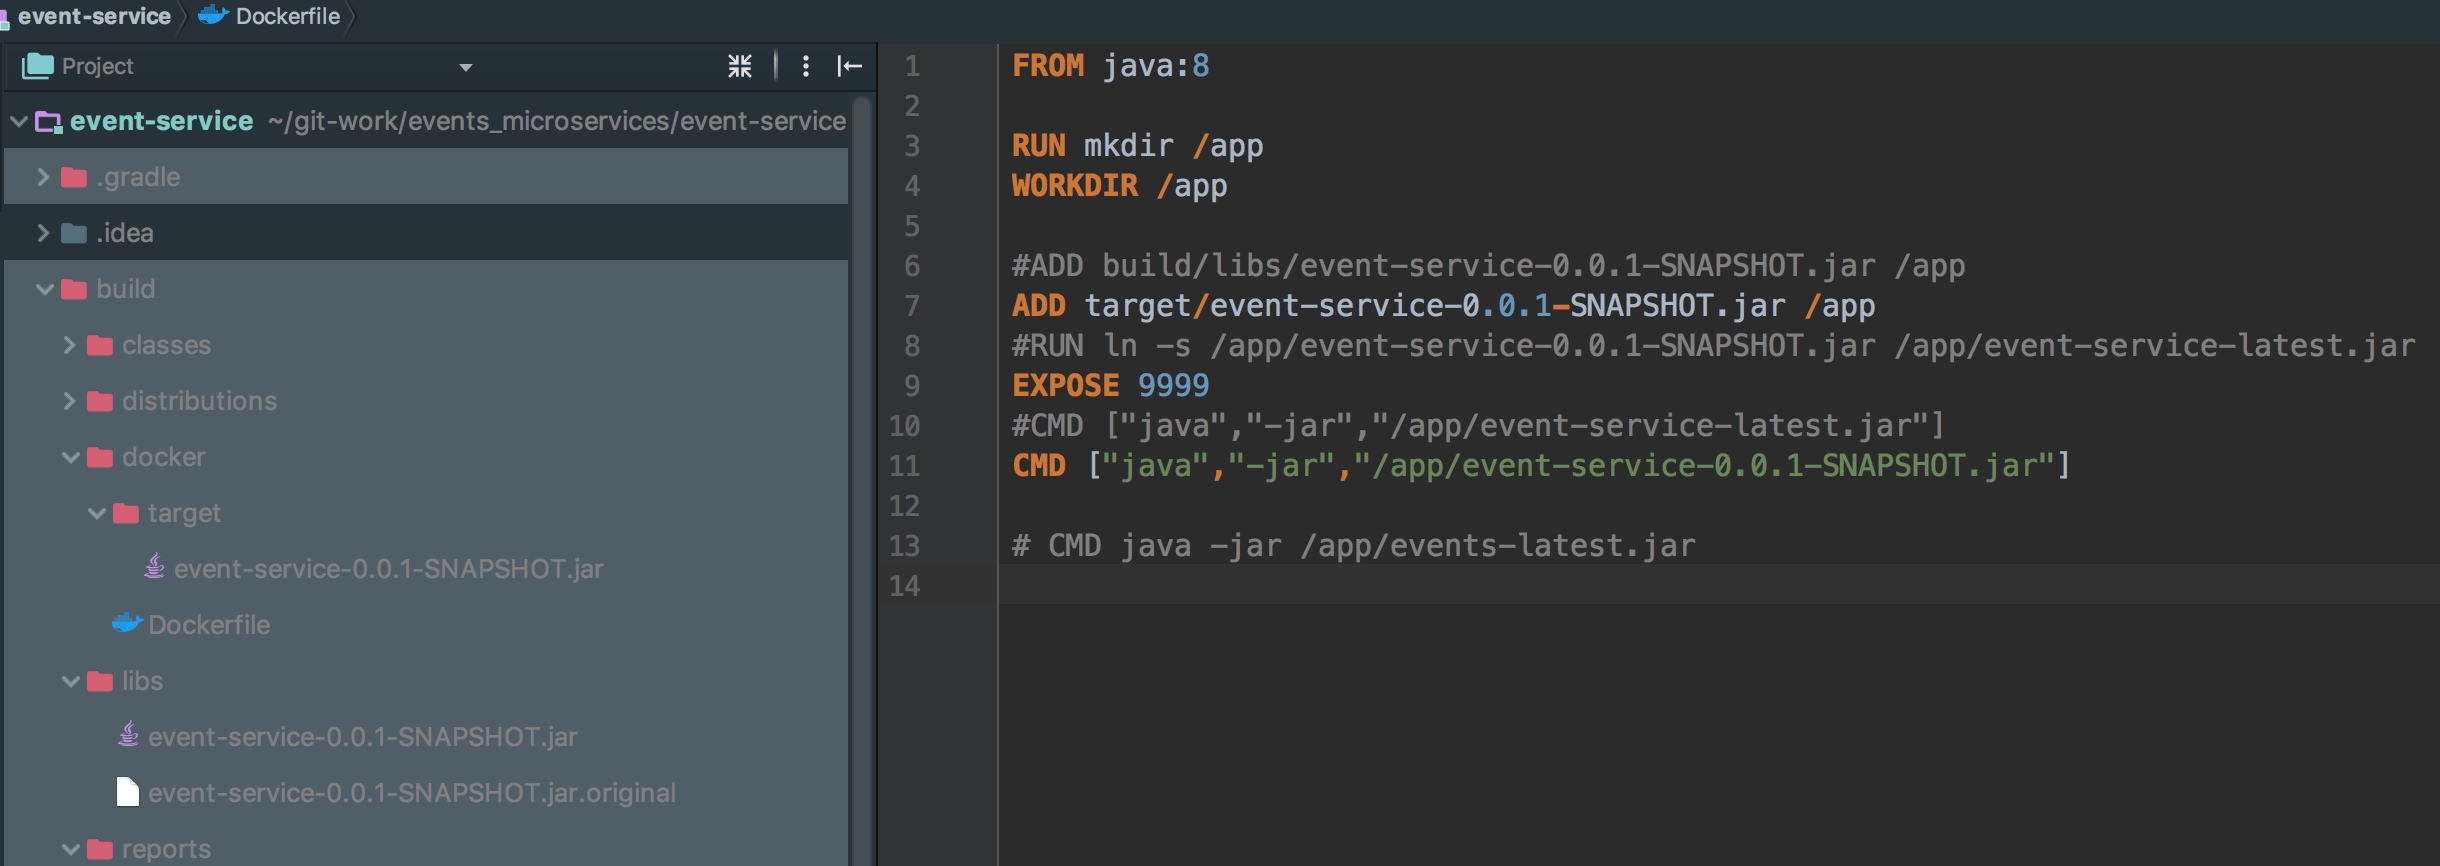 event-service Dockerfile
Project
event-service ~/git-work/events_microservices/event-service
.gradle
.idea
build
classes
distributions
docker
target
event-service-0.0.1-SNAPSHOT.jar
Dockerfile
libs
event-service-0.0.1-SNAPSHOT.jar
event-service-0.0.1-SNAPSHOT.jar.original
reports
1 FROM java:8
2
3 RUN mkdir /app
4 WORKDIR /app
5
6 #ADD build/libs/event-service-0.0.1-SNAPSHOT.jar /app
7 ADD target/event-service-0.0.1-SNAPSHOT.jar /app
8 #RUN ln -s /app/event-service-0.0.1-SNAPSHOT.jar /app/event-service-latest.jar
9 EXPOSE 9999
10 #CMD ["java","-jar","/app/event-service-latest.jar"]
11 CMD ["java","-jar","/app/event-service-0.0.1-SNAPSHOT.jar"]
12
13 # CMD java -jar /app/events-latest.jar
14